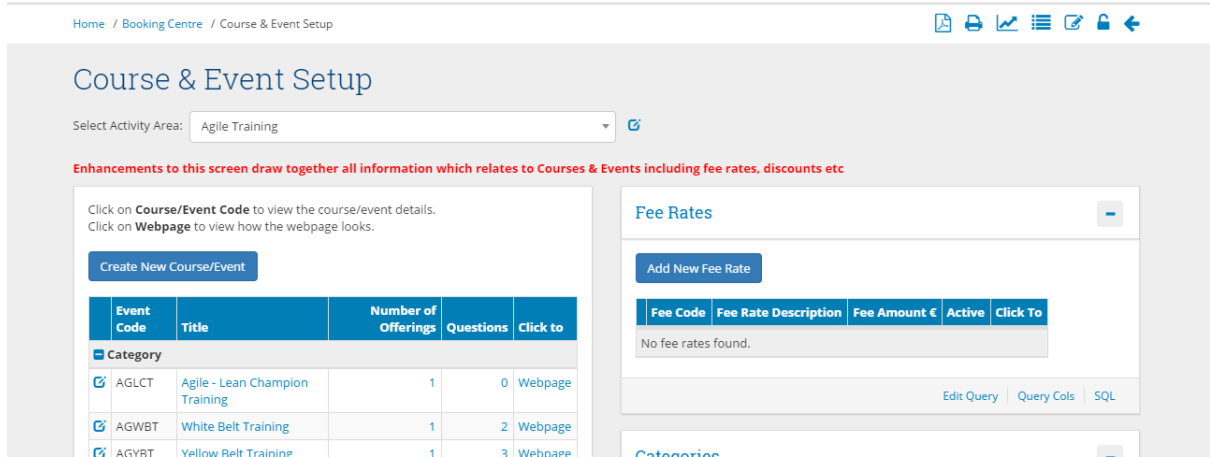 Home / Booking Centre / Course & Event Setup
Course & Event Setup
Select Activity Area: Agile Training
Enhancements to this screen draw together all information which relates to Courses & Events including fee rates, discounts etc
Click on Course/Event Code to view the course/event details.
Click on Webpage to view how the webpage looks.
Create New Course/Event
Event Code Title Number of Offerings Questions Click to
Category
AGLCT Agile - Lean Champion Training 1 0 Webpage
AGWBT White Belt Training 1 2 Webpage
AGYBT Yellow Belt Training 1 3 Webpage
Fee Rates
Add New Fee Rate
Fee Code Fee Rate Description Fee Amount € Active Click To
No fee rates found.
Edit Query Query Cols SQL
Categories